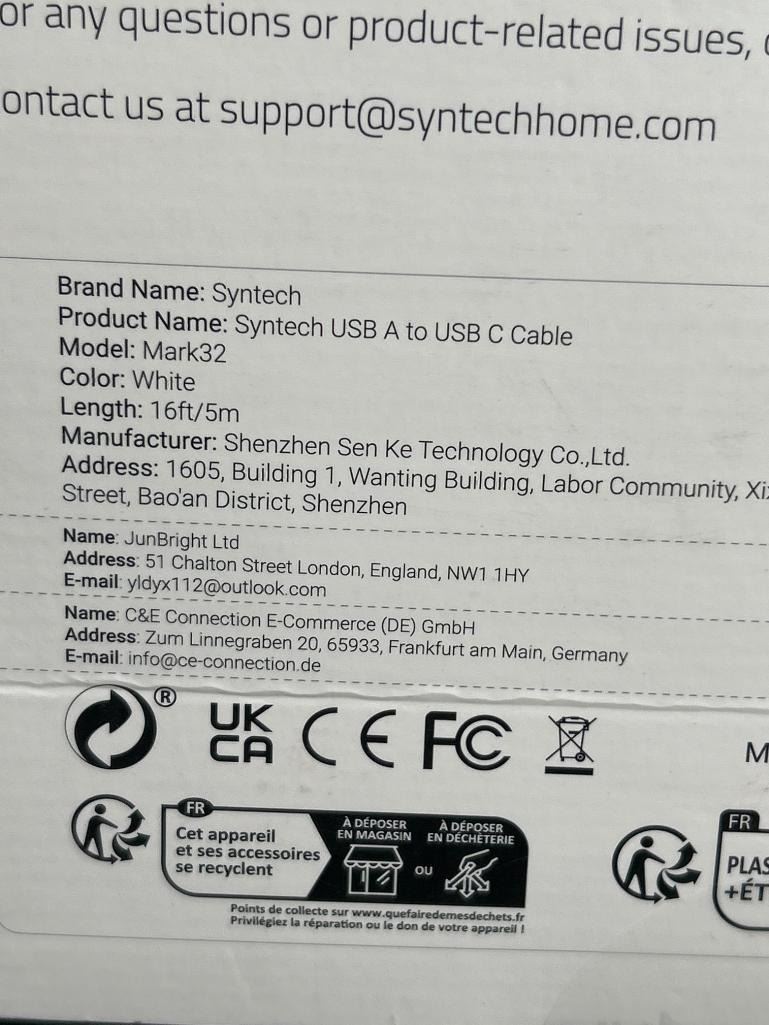 or any questions or product-related issues,
ontact us at support@syntechhome.com
Brand Name: Syntech
Product Name: Syntech USB A to USB C Cable
Model: Mark32
Color: White
Length: 16ft/5m
Manufacturer: Shenzhen Sen Ke Technology Co.,Ltd.
Address: 1605, Building 1, Wanting Building, Labor Community,
Street, Bao'an District, Shenzhen
Name: JunBright Ltd
Address: 51 Chalton Street London, England, NW1 1HY
E-mail: yldyx112@outlook.com
Name: C&E Connection E-Commerce (DE) GmbH
Address: Zum Linnegraben 20, 65933, Frankfurt am Main, Germany
E-mail: info@ce-connection.de
®
UK
CA
CE
FC
M
FR
Cet appareil
et ses accessoires
se recyclent
À DÉPOSER
EN MAGASIN
OU
À DÉPOSER
EN DÉCHÈTERIE
Points de collecte sur www.quefairedemesdechets.fr
Privilégiez la réparation ou le don de votre appareil !
FR
PLAS
+ÉT